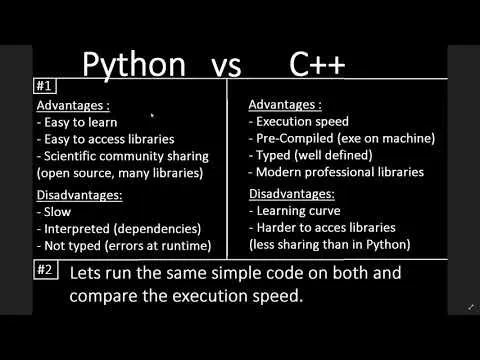 Python vs C++
#1
Advantages :
- Easy to learn
- Easy to access libraries
- Scientific community sharing
(open source, many libraries)
Disadvantages:
- Slow
- Interpreted (dependencies)
- Not typed (errors at runtime)
Advantages :
- Execution speed
- Pre-Compiled (exe on machine)
- Typed (well defined)
- Modern professional libraries
Disadvantages:
- Learning curve
- Harder to acces libraries
(less sharing than in Python)
#2
Lets run the same simple code on both and
compare the execution speed.